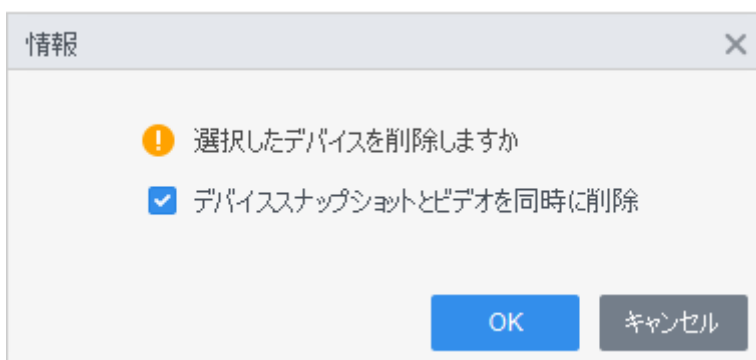 情報
選択したデバイスを削除しますか
デバイススナップショットとビデオを同時に削除
OK
キャンセル